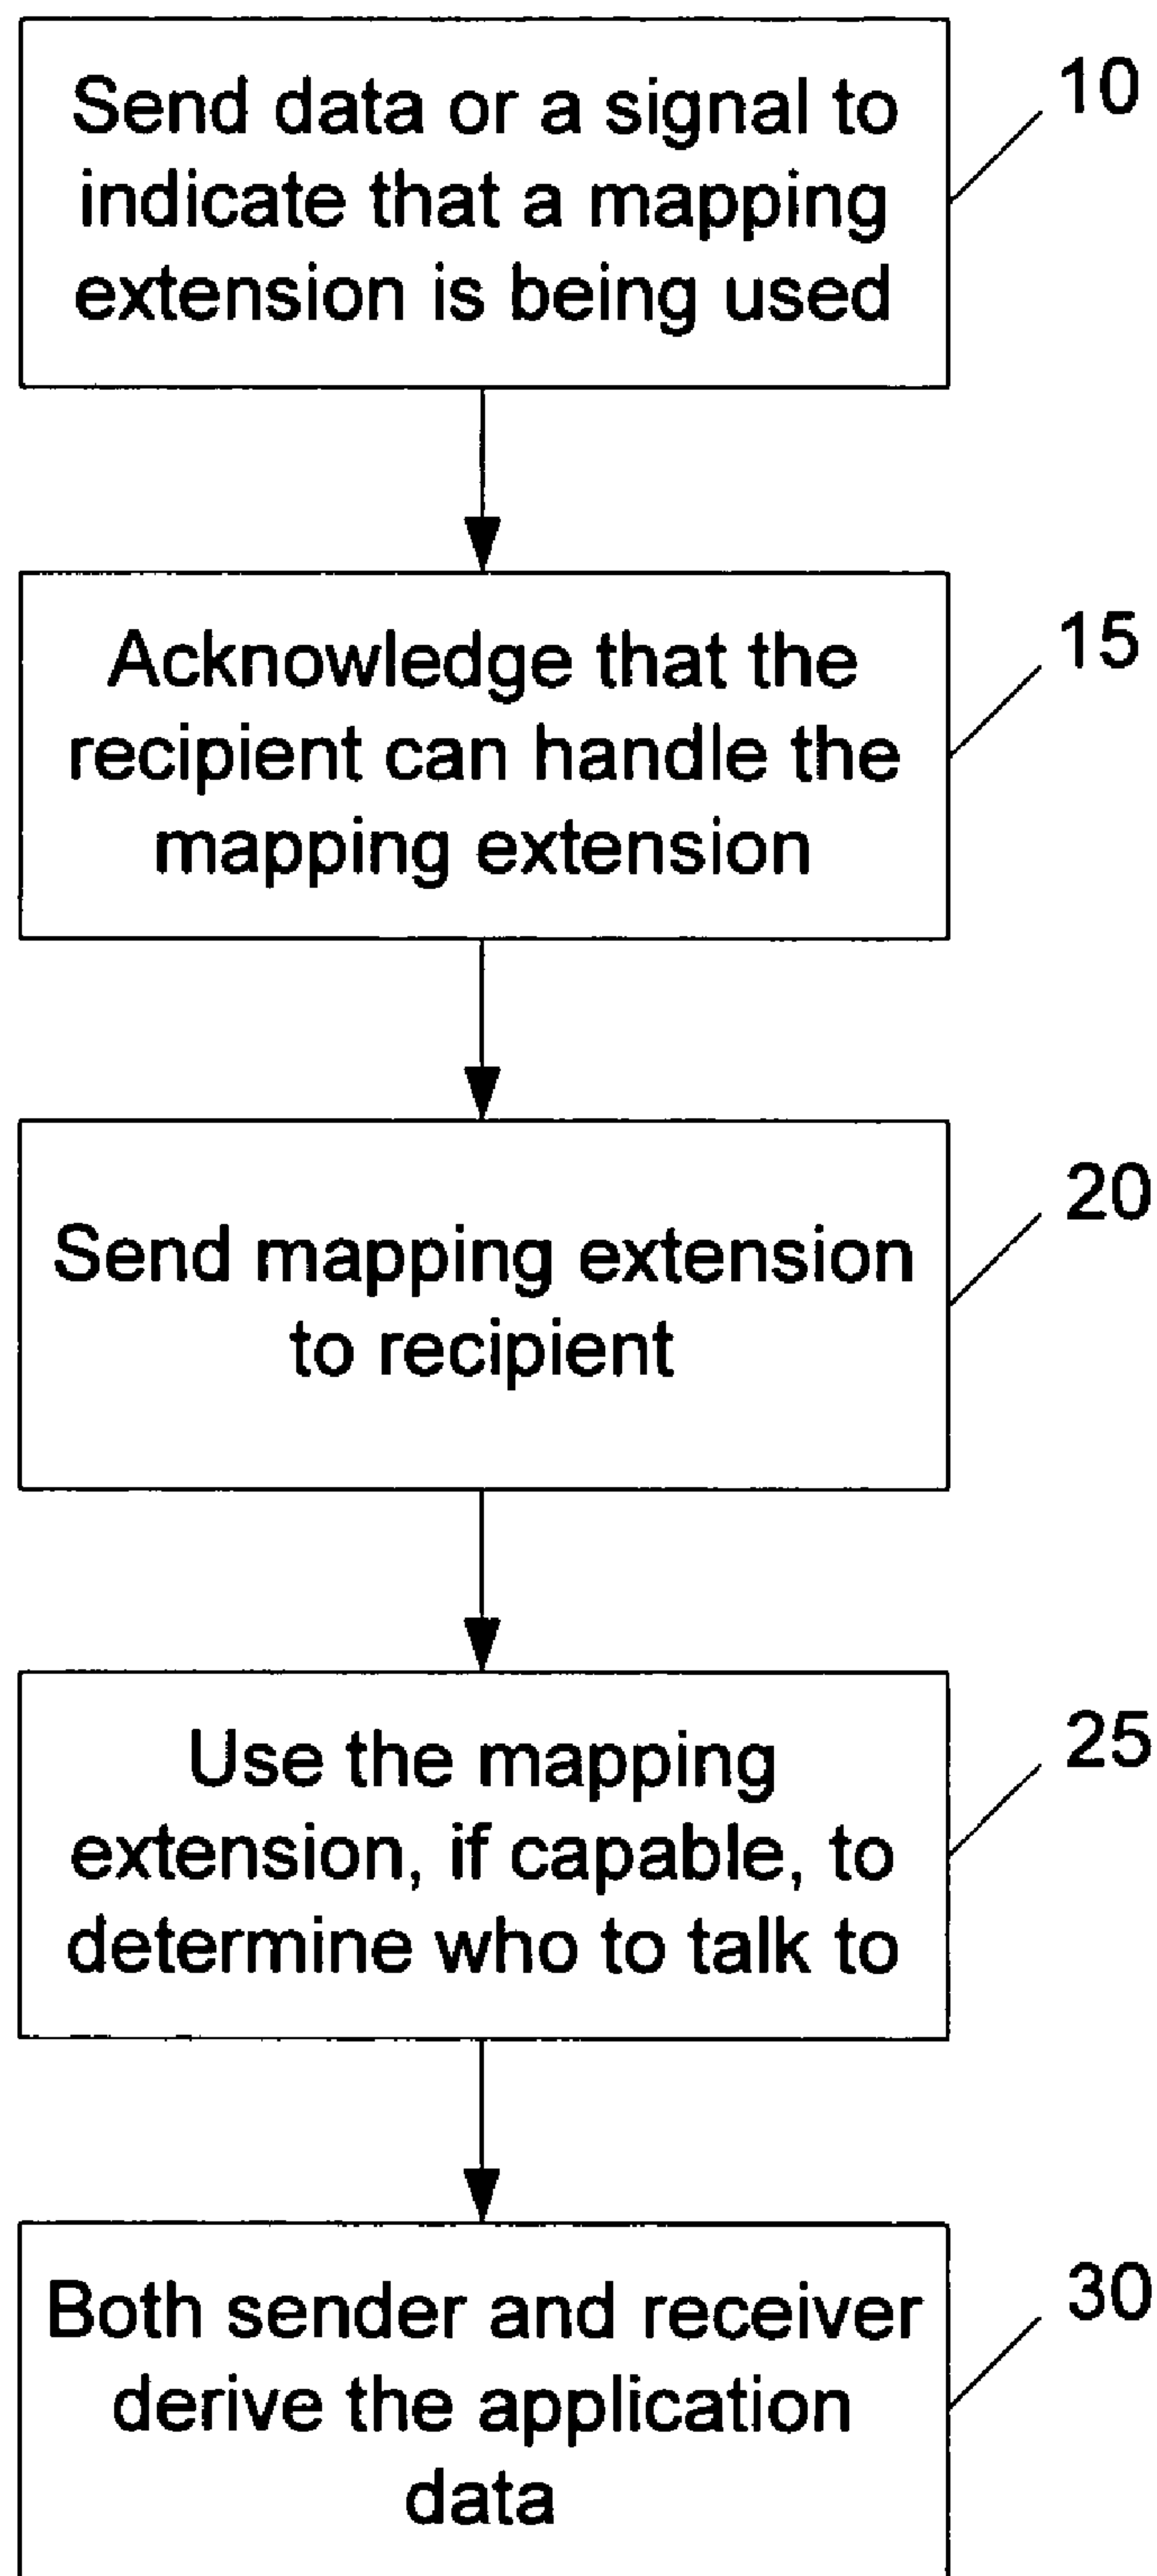 Send data or a signal to
indicate that a mapping
extension is being used
10
Acknowledge that the
recipient can handle the
mapping extension
15
Send mapping extension
to recipient
20
Use the mapping
extension, if capable, to
determine who to talk to
25
Both sender and receiver
derive the application
data
30